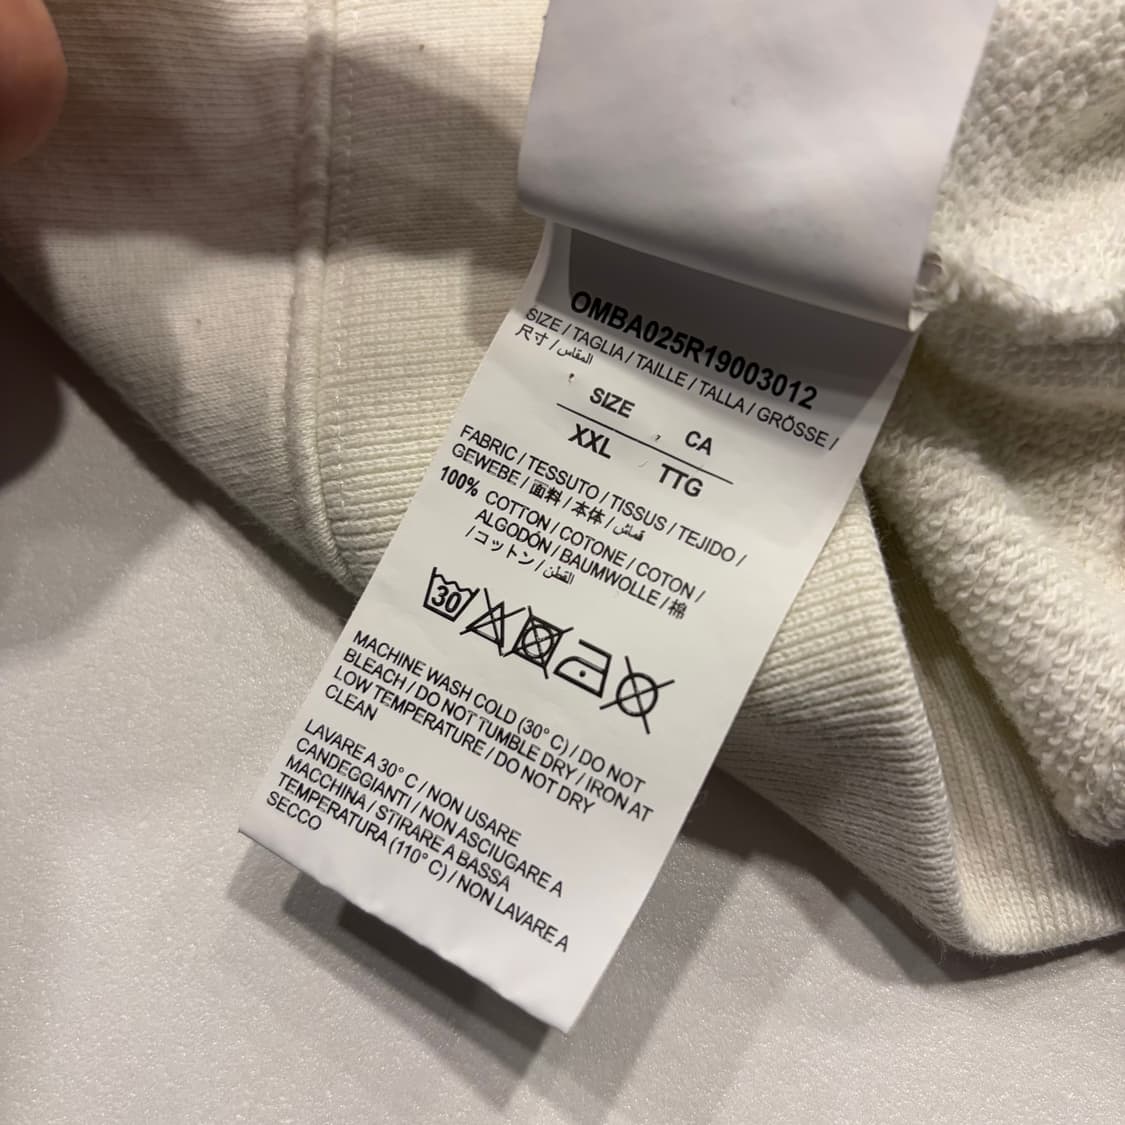 OMBA025R19003012
SIZE / TAGLIA / TAILLE / TALLA / GRÖSSE /
尺寸 / المقاس
SIZE CA
XXL TTG
FABRIC / TESSUTO / TISSUS / TEJIDO /
GEWEBE / 面料 / 本体 / قماش
100% COTTON / COTONE / COTON /
ALGODÓN / BAUMWOLLE / 棉
/ コットン / القطن
30
MACHINE WASH COLD (30° C) / DO NOT
BLEACH / DO NOT TUMBLE DRY / IRON AT
LOW TEMPERATURE / DO NOT DRY
CLEAN
LAVARE A 30° C / NON USARE
CANDEGGIANTI / NON ASCIUGARE A
MACCHINA / STIRARE A BASSA
TEMPERATURA (110° C) / NON LAVARE A
SECCO